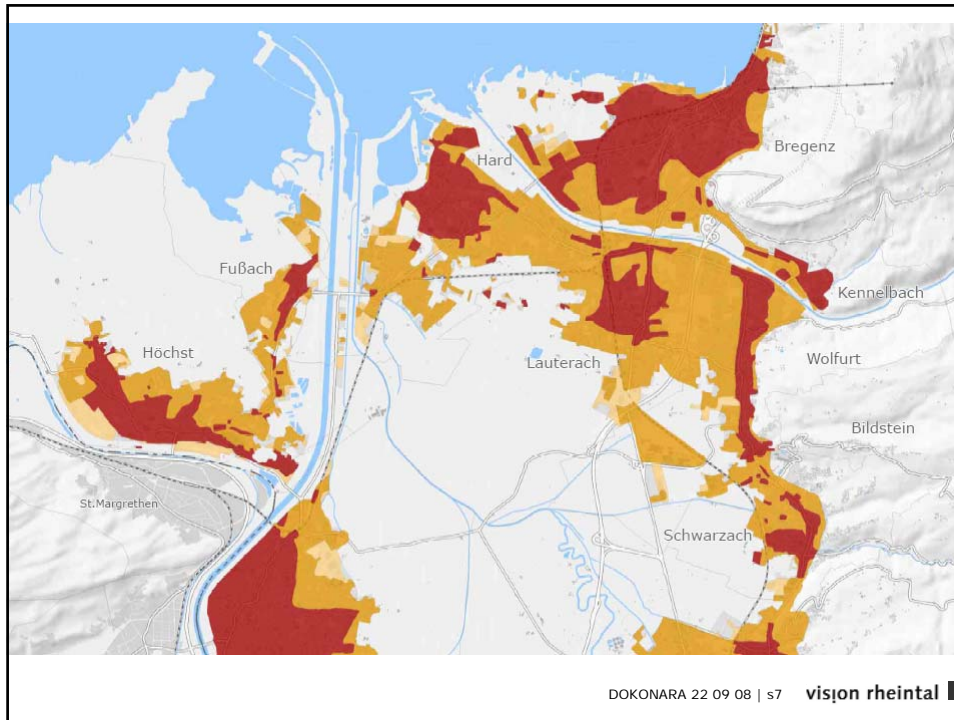 Bregenz
Hard
Fußach
Kennelbach
Höchst
Lauterach
Wolfurt
Bildstein
St.Margrethen
Schwarzach
DOKONARA 22 09 08 | s7 vision rheintal